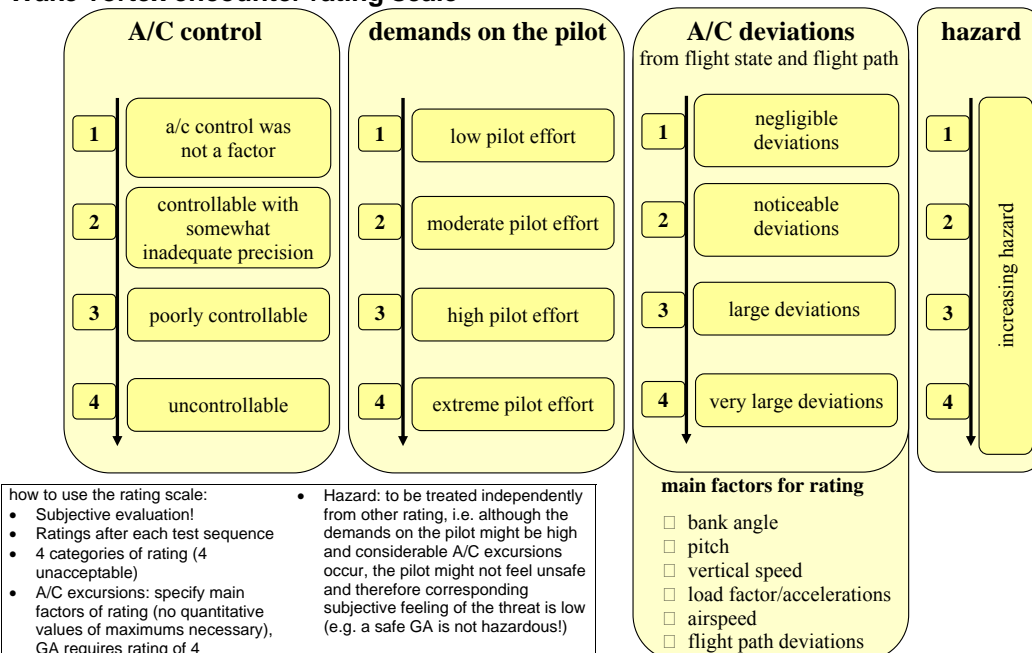 A/C control
1
a/c control was
not a factor
2
controllable with
somewhat
inadequate precision
3
poorly controllable
4
uncontrollable
demands on the pilot
1
low pilot effort
2
moderate pilot effort
3
high pilot effort
4
extreme pilot effort
A/C deviations
from flight state and flight path
1
negligible
deviations
2
noticeable
deviations
3
large deviations
4
very large deviations
main factors for rating
□ bank angle
□ pitch
□ vertical speed
□ load factor/accelerations
□ airspeed
□ flight path deviations
hazard
1
2
3
4
increasing hazard
how to use the rating scale:
• Subjective evaluation!
• Ratings after each test sequence
• 4 categories of rating (4
unacceptable)
• A/C excursions: specify main
factors of rating (no quantitative
values of maximums necessary),
GA requires rating of 4
• Hazard: to be treated independently
from other rating, i.e. although the
demands on the pilot might be high
and considerable A/C excursions
occur, the pilot might not feel unsafe
and therefore corresponding
subjective feeling of the threat is low
(e.g. a safe GA is not hazardous!)